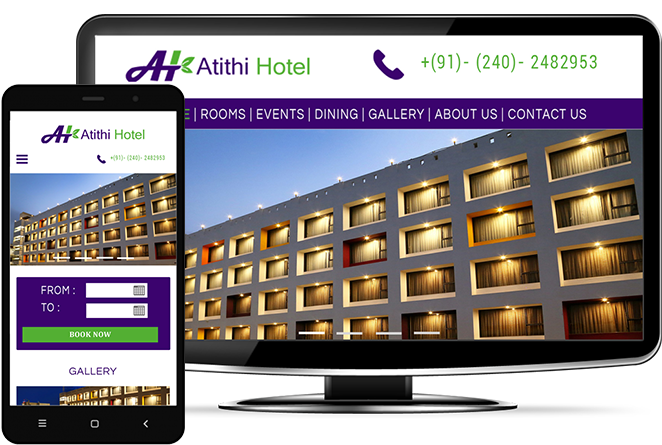 AH Atithi Hotel
+(91)- (240)- 2482953
| ROOMS | EVENTS | DINING | GALLERY | ABOUT US | CONTACT US
AH Atithi Hotel
+(91)- (240)- 2482953
FROM :
TO :
BOOK NOW
GALLERY